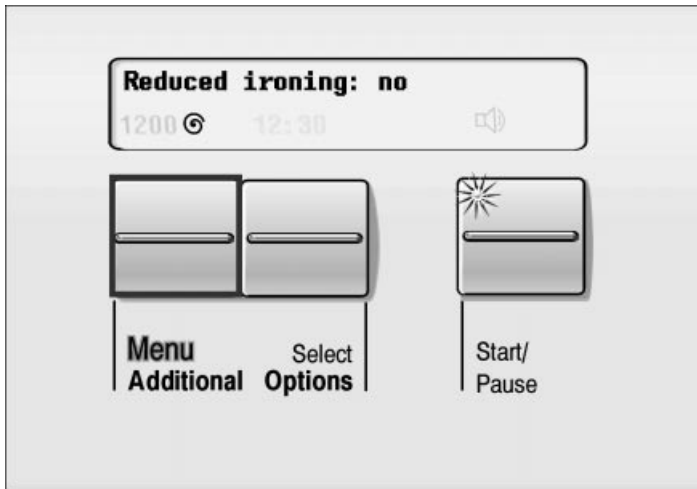 Reduced ironing: no
1200 12:30
Menu Select Start/
Additional Options Pause